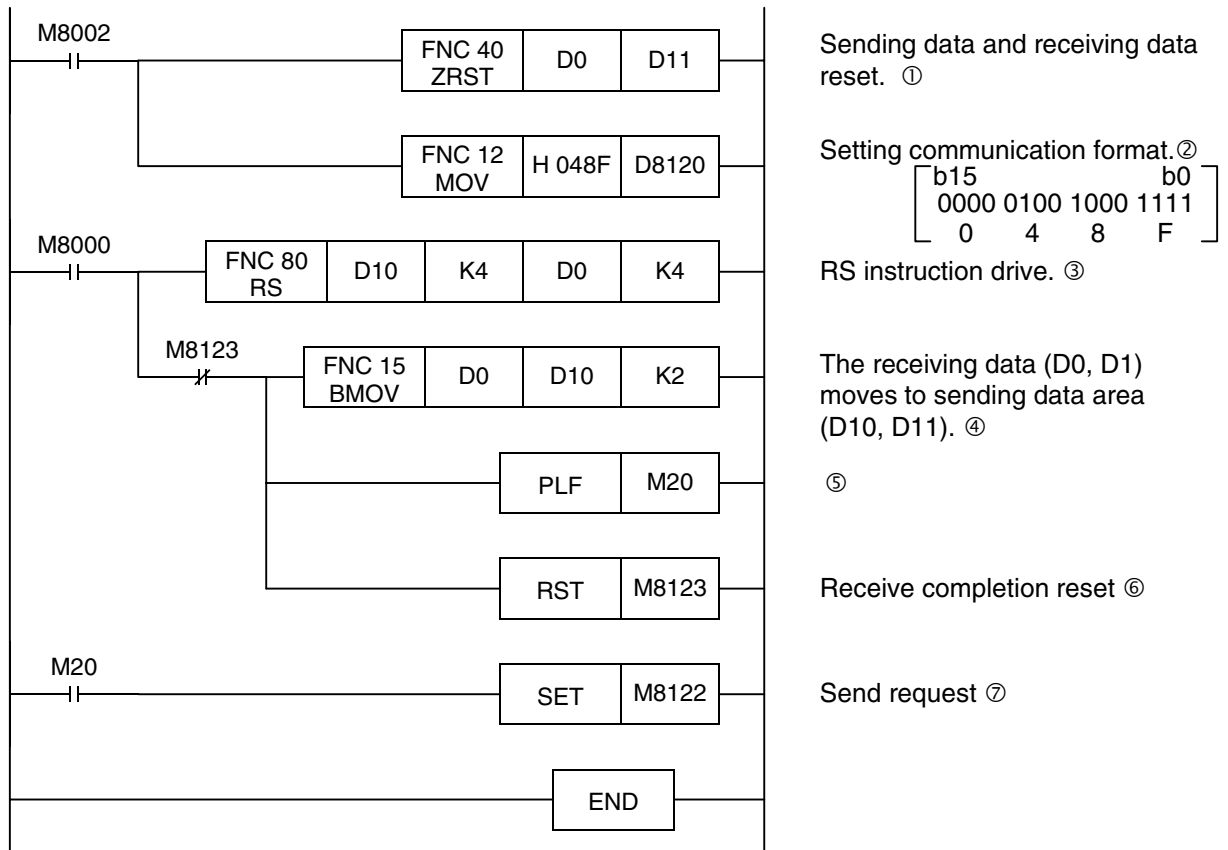 M8002
FNC 40
ZRST
D0
D11
Sending data and receiving data
reset. ①
FNC 12
MOV
H 048F
D8120
Setting communication format.②
b15 b0
0000 0100 1000 1111
0 4 8 F
M8000
FNC 80
RS
D10
K4
D0
K4
RS instruction drive. ③
M8123
FNC 15
BMOV
D0
D10
K2
The receiving data (D0, D1)
moves to sending data area
(D10, D11). ④
PLF
M20
⑤
RST
M8123
Receive completion reset ⑥
M20
SET
M8122
Send request ⑦
END